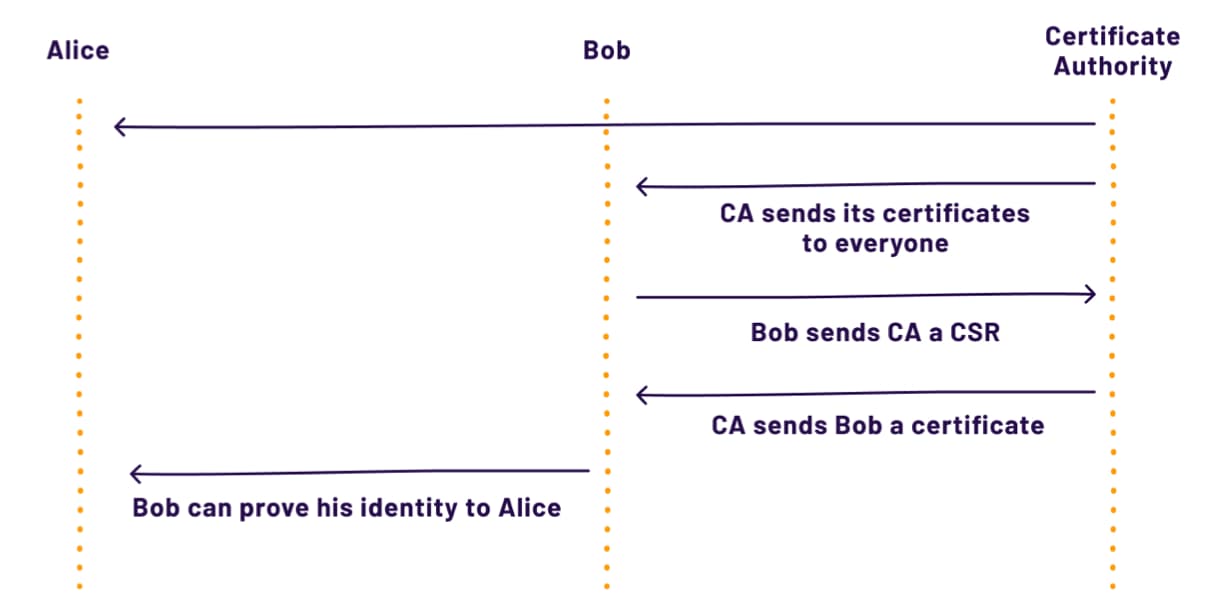 Alice
Bob
Certificate
Authority
CA sends its certificates
to everyone
Bob sends CA a CSR
CA sends Bob a certificate
Bob can prove his identity to Alice